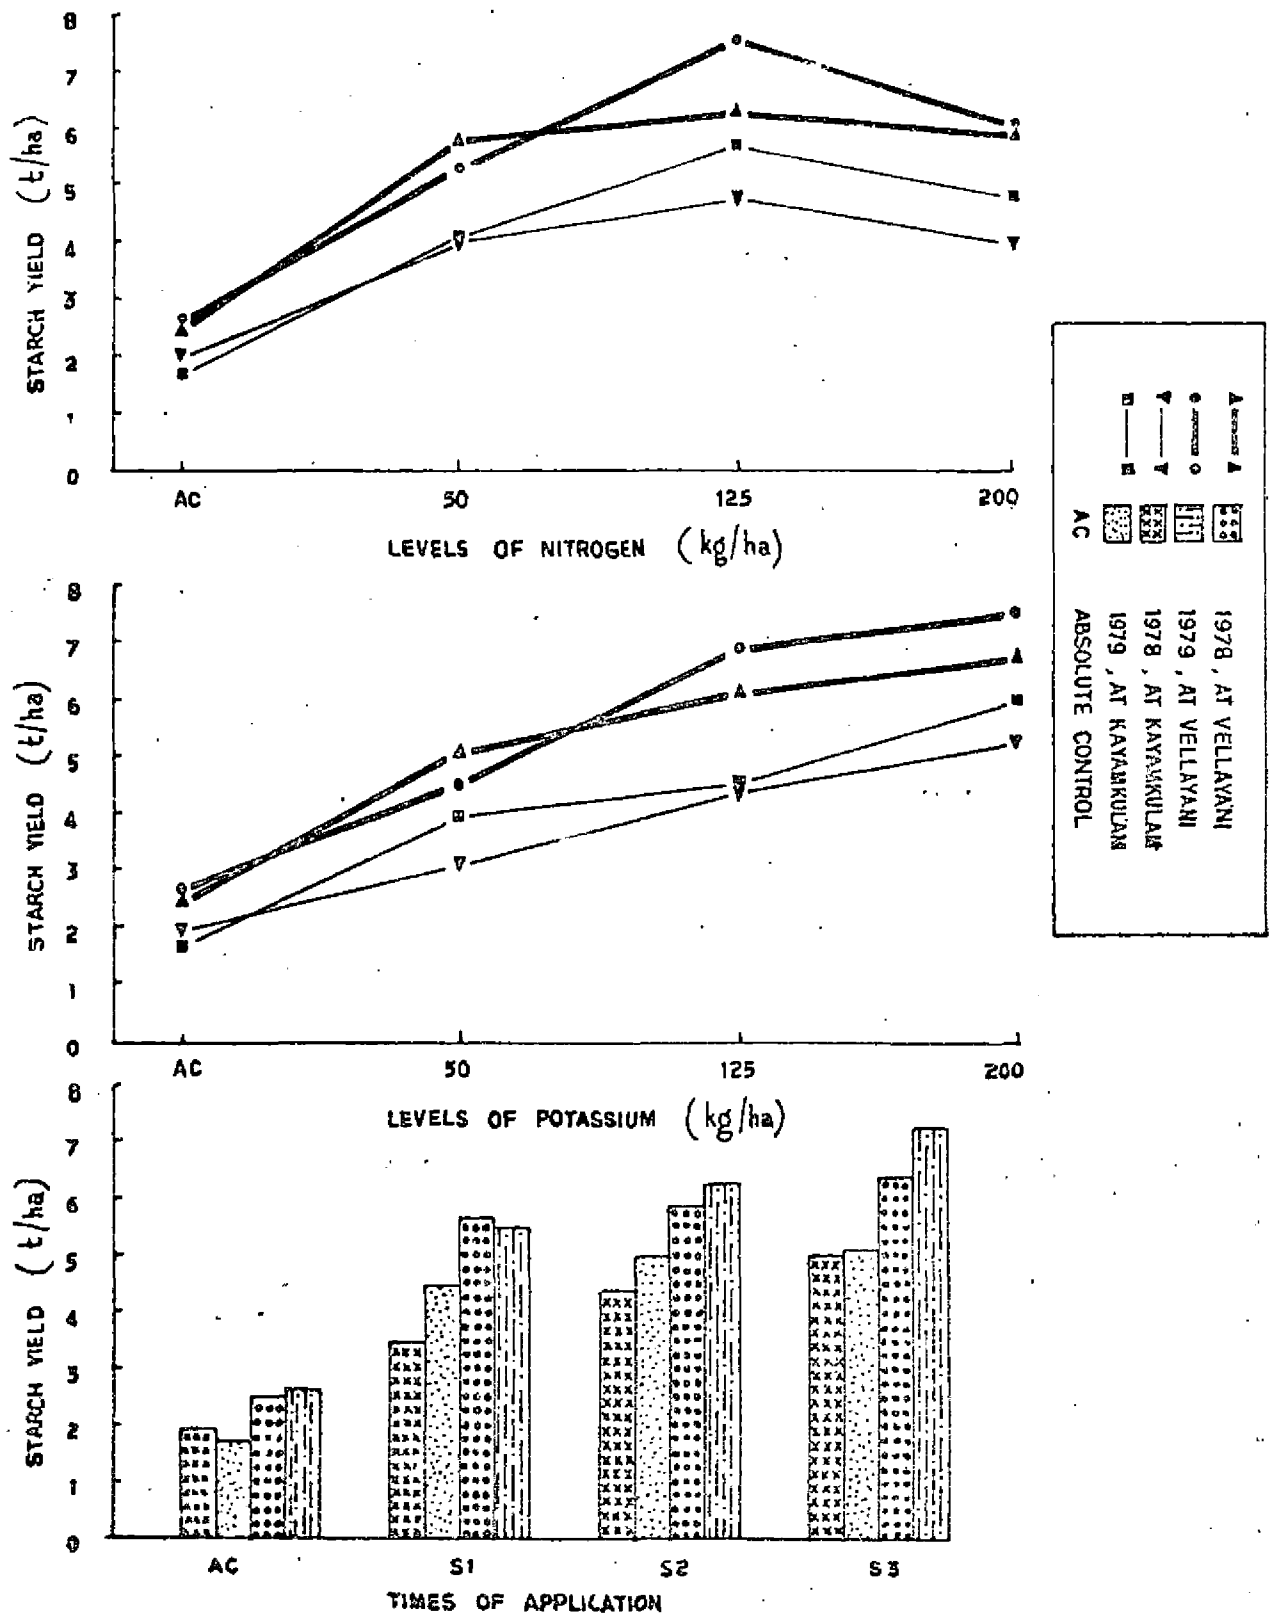 8
7
6
5
4
3
2
1
0
STARCH YIELD (t/ha)
AC 50 125 200
LEVELS OF NITROGEN (kg/ha)
8
7
6
5
4
3
2
1
0
STARCH YIELD (t/ha)
AC 50 125 200
LEVELS OF POTASSIUM (kg/ha)
8
7
6
5
4
3
2
1
0
STARCH YIELD (t/ha)
AC S1 S2 S3
TIMES OF APPLICATION
1978, AT VELLAYANI
1979, AT VELLAYANI
1978, AT KAYAMKULAM
1979, AT KAYAMKULAM
AC ABSOLUTE CONTROL